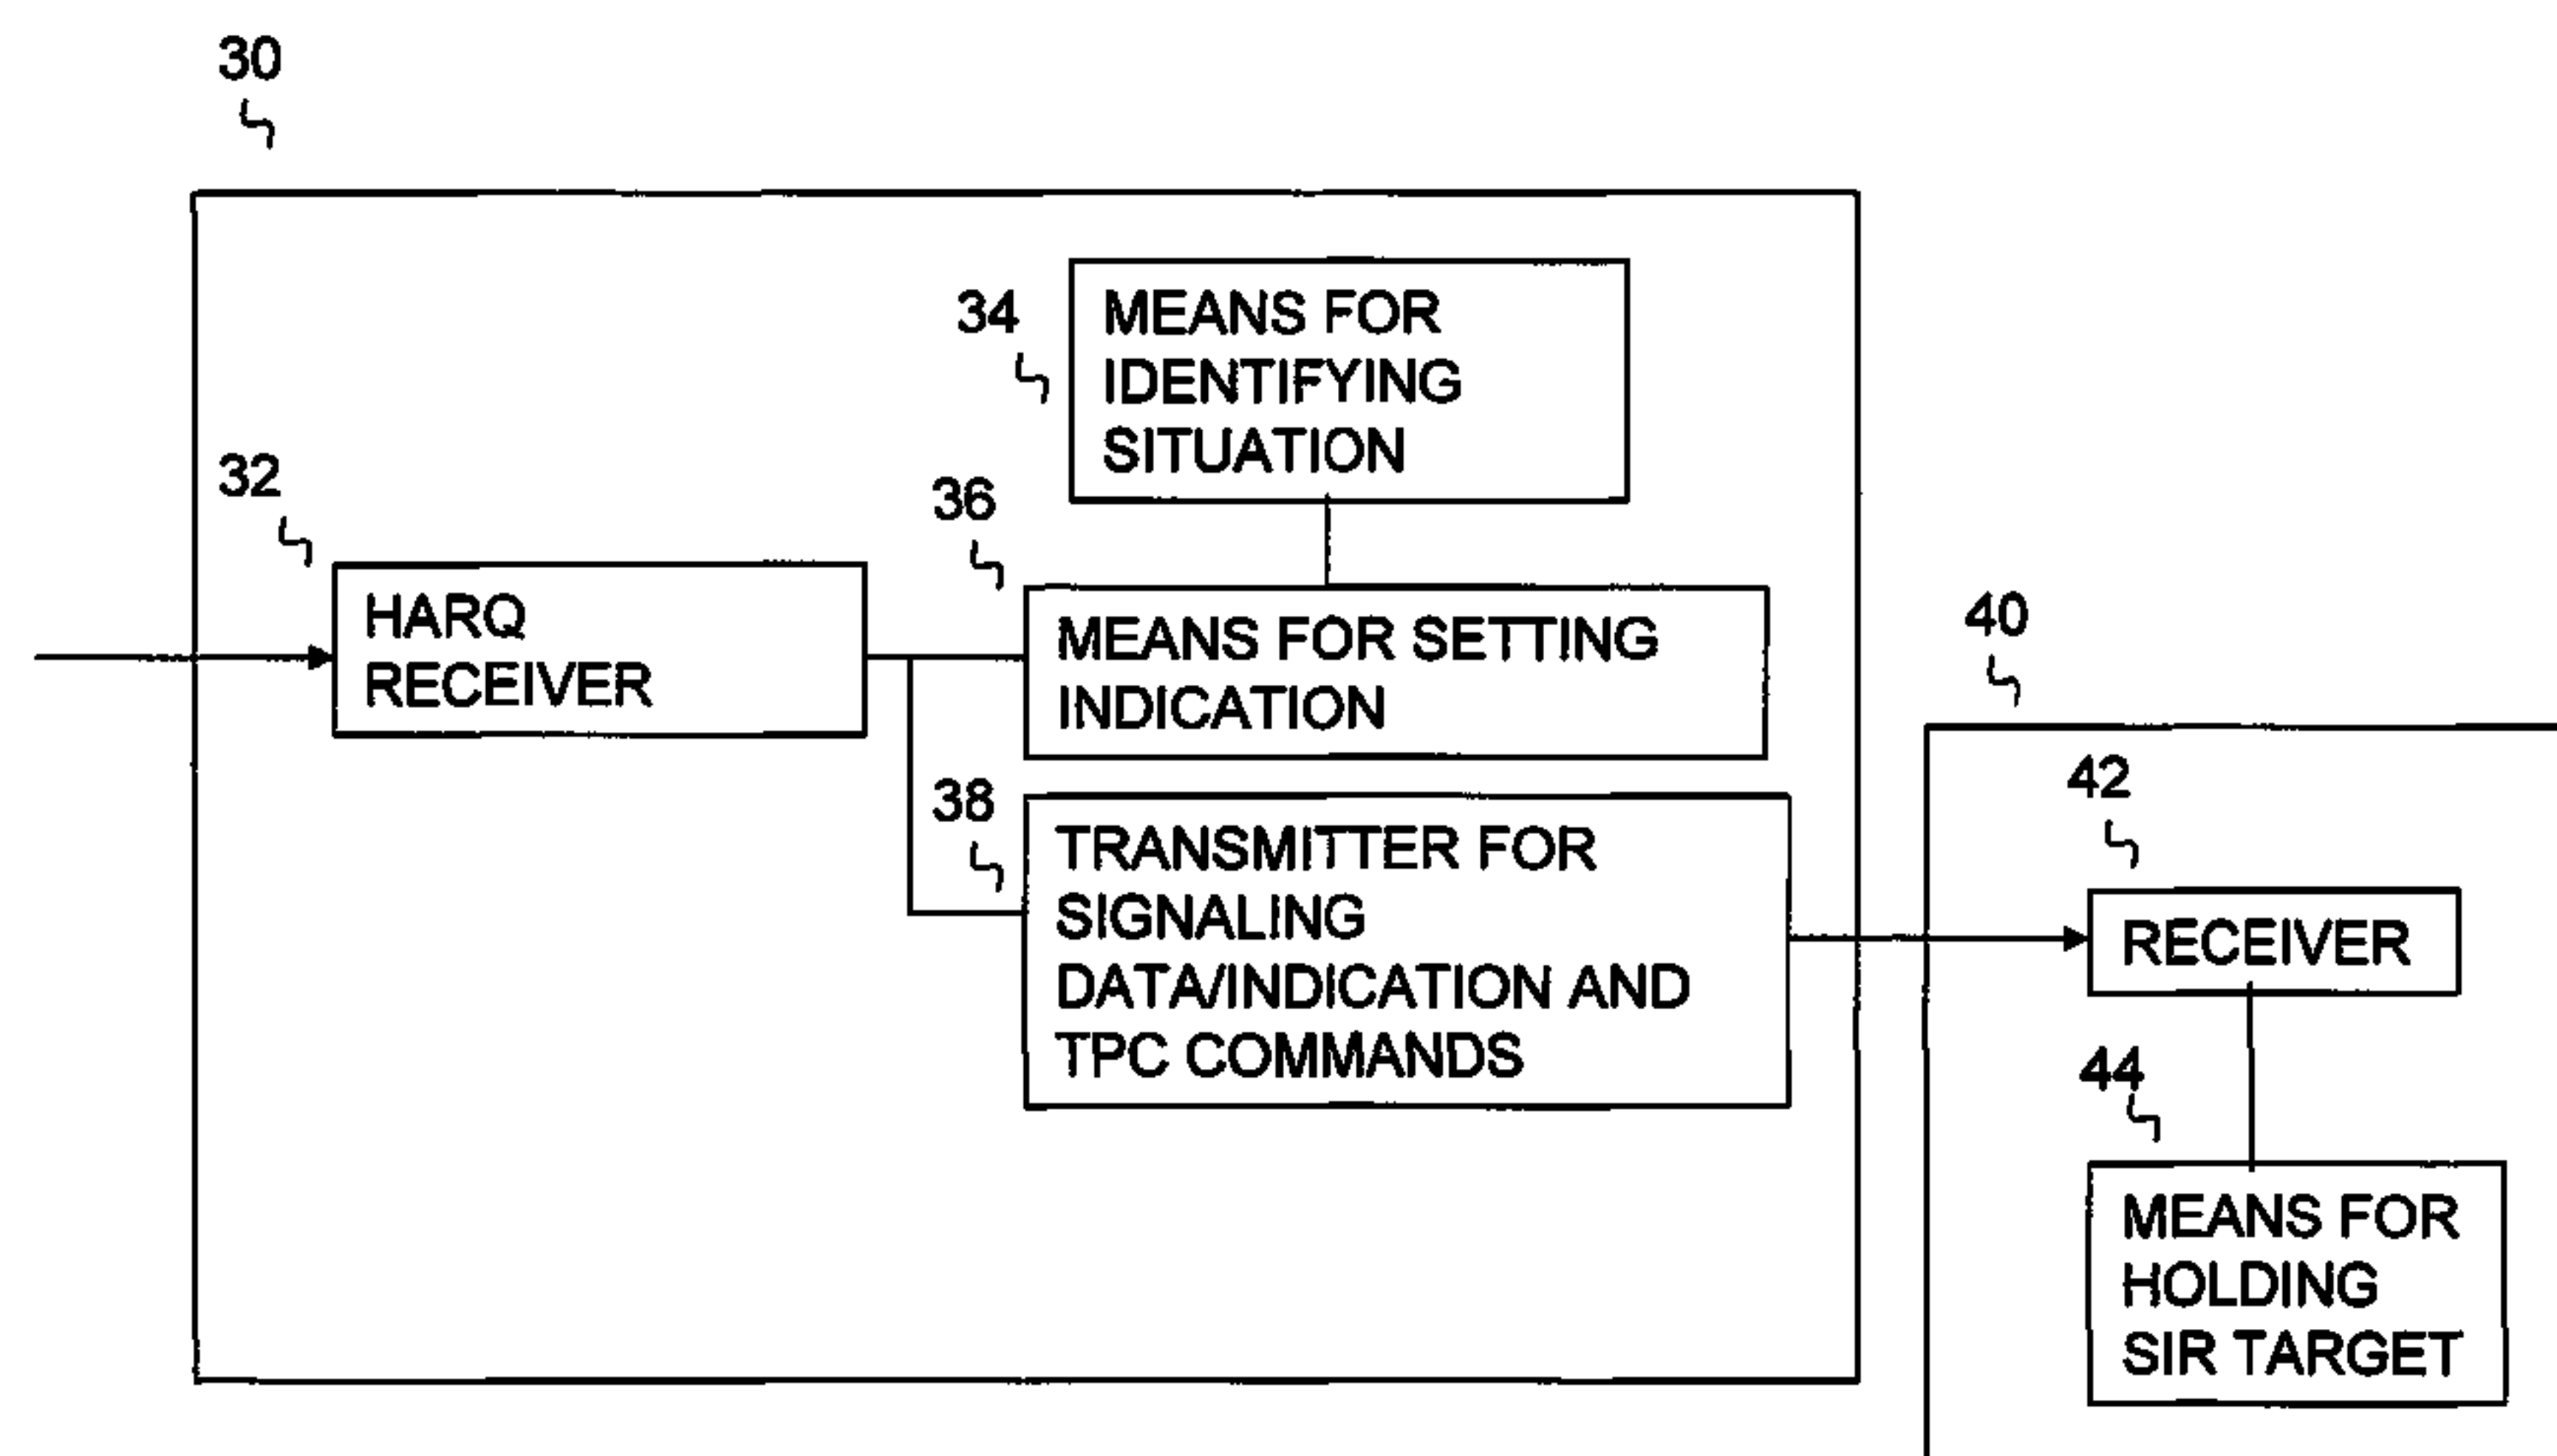 30
34
MEANS FOR
IDENTIFYING
SITUATION
32
HARQ
RECEIVER
36
MEANS FOR SETTING
INDICATION
38
TRANSMITTER FOR
SIGNALING
DATA/INDICATION AND
TPC COMMANDS
40
42
RECEIVER
44
MEANS FOR
HOLDING
SIR TARGET